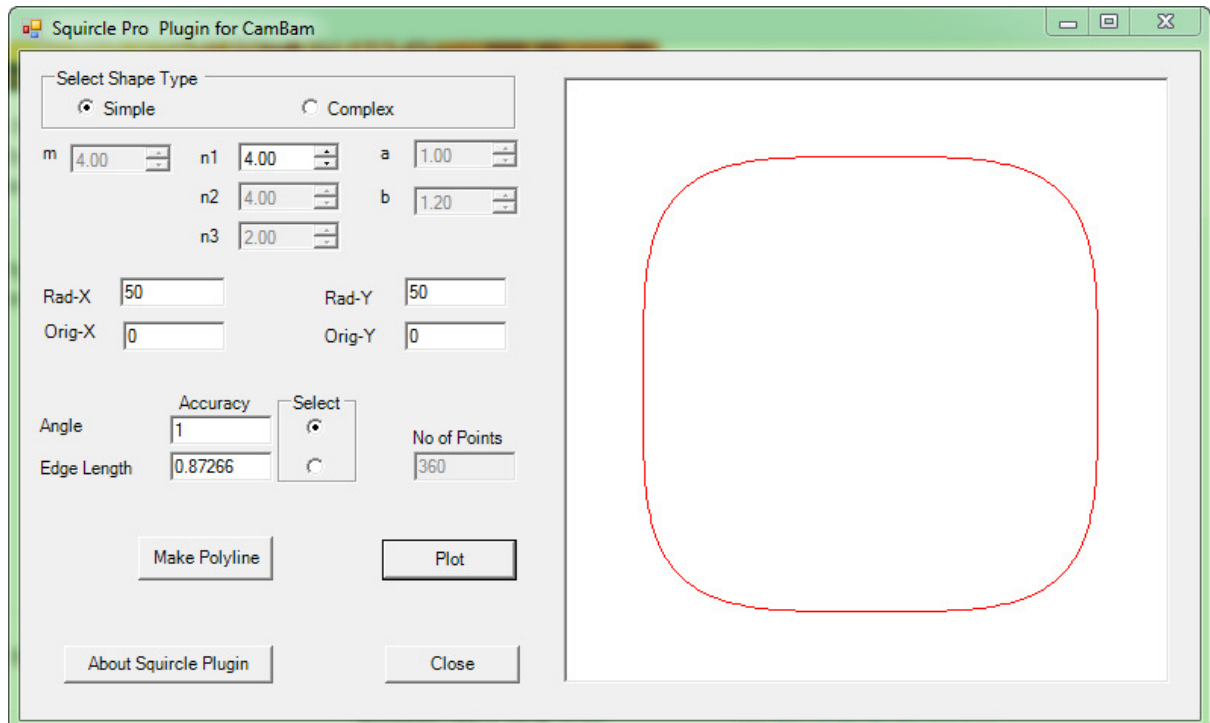 Squircle Pro Plugin for CamBam
Select Shape Type
Simple
Complex
m 4.00 n1 4.00 a 1.00
n2 4.00 b 1.20
n3 2.00
Rad-X 50 Rad-Y 50
Orig-X 0 Orig-Y 0
Accuracy Select
Angle 1
No of Points
Edge Length 0.87266 360
Make Polyline Plot
About Squircle Plugin Close